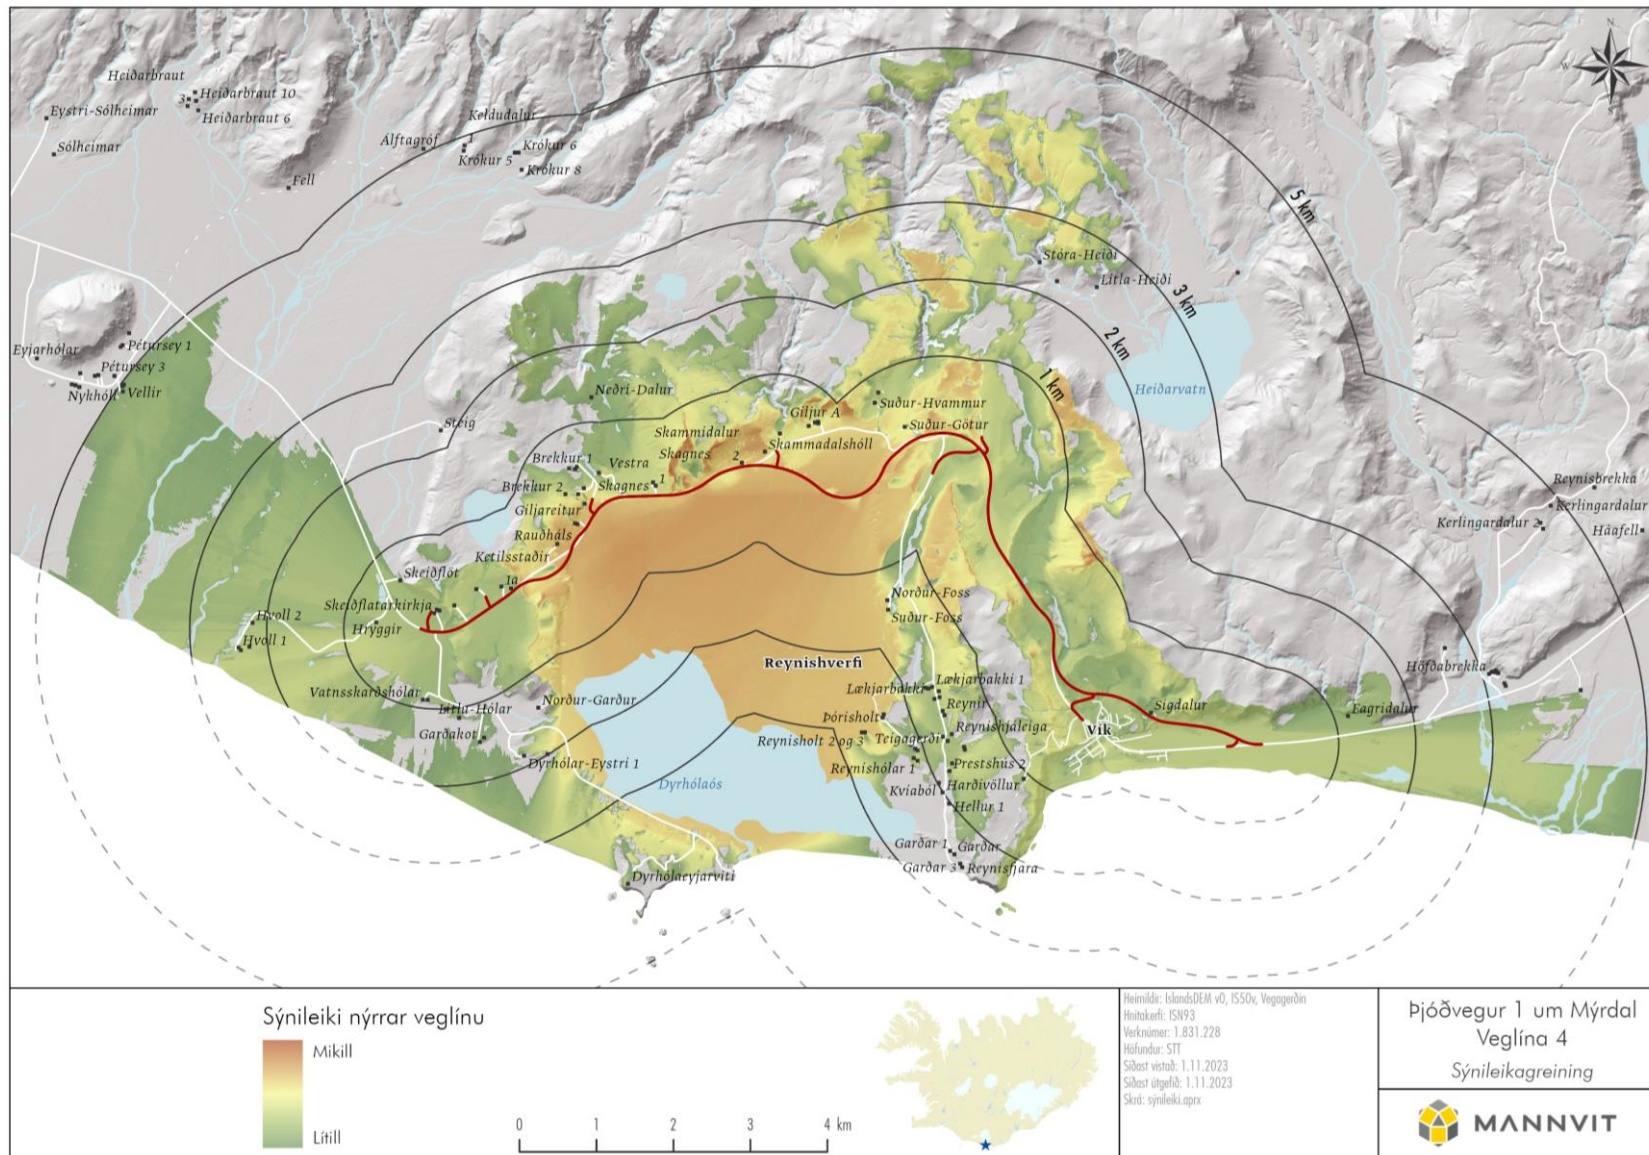 N
W
Heiðarbraut
3
Heiðarbraut 10
Heiðarbraut 6
Eystri-Sólheimar
Sólheimar
Keldudalur
Álftagróf
1
Krókur 5
Krókur 6
Krókur 8
Fell
5 km
Stóra-Heiði
Litla-Heiði
3 km
2 km
1 km
Heiðarvatn
Eyjarhólar
Pétursey 1
Pétursey 3
Nykhóll
Vellir
Neðri-Dalur
Steig
Giljur A
Suður-Hvammur
Suður-Götur
Skammidalur
Skammadalshóll
Skagnes
2
Brekkur 1
Vestra
Skagnes
1
Brekkur 2
Giljareitur
Rauðháls
Ketilsstaðir
1a
Skeiðflöt
Skeiðflatarkirkja
Hryggir
Hvoll 2
Hvoll 1
Reynisbrekka
Kerlingardalur
Kerlingardalur 2
Háafell
Norður-Foss
Suður-Foss
Reynishverfi
Vatnsskarðshólar
Litla-Hólar
Norður-Garður
Garðakot
Dyrhólar-Eystri 1
Lækjarbakki
Lækjarbakki 1
Reynir
Þórisholt
Reynishjáleiga
Teigagerði
Reynisholt 2 og 3
Reynishólar 1
Prestshús 2
Kvíaból
Harðivöllur
Hellur 1
Dyrhólaós
Garðar 1
Garðar
Garðar 3
Reynisfjara
Dyrhólaeyjarviti
Höfðabrekka
Sigdalur
Fagridalur
Vík
Sýnileiki nýrrar veglínu
Mikill
Lítill
0 1 2 3 4 km
Heimildir: IslandsDEM v0, IS50v, Vegagerðin
Hnitakerfi: ISN93
Verknúmer: 1.831.228
Höfundur: STT
Síðast vistað: 1.11.2023
Síðast útgefið: 1.11.2023
Skrá: sýnileiki.aprx
Þjóðvegur 1 um Mýrdal
Veglína 4
Sýnileikagreining
MANNVIT